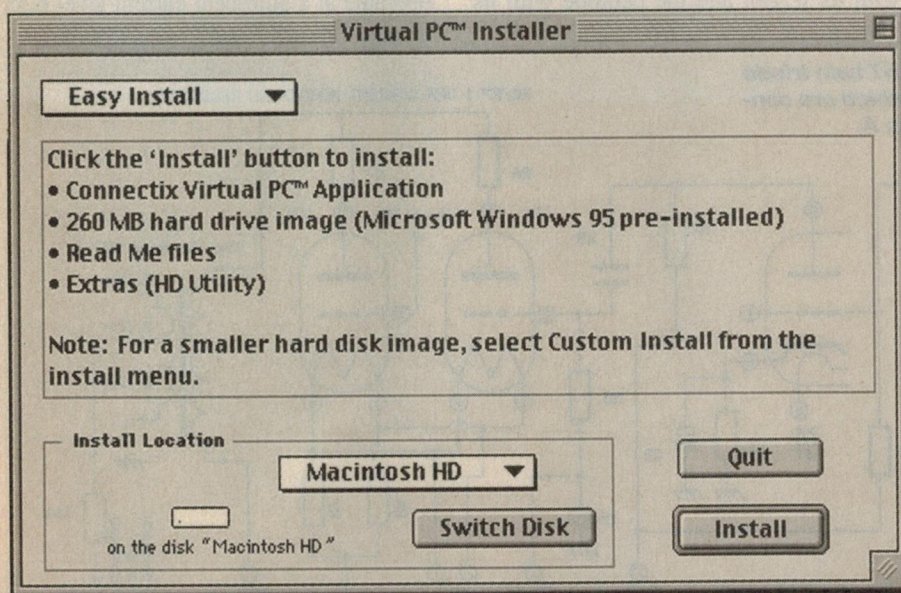 Virtual PC™ Installer
Easy Install
Click the ‘Install’ button to install:
• Connectix Virtual PC™ Application
• 260 MB hard drive image (Microsoft Windows 95 pre-installed)
• Read Me files
• Extras (HD Utility)
Note: For a smaller hard disk image, select Custom Install from the
install menu.
Install Location
Macintosh HD
on the disk “Macintosh HD”
Switch Disk
Quit
Install